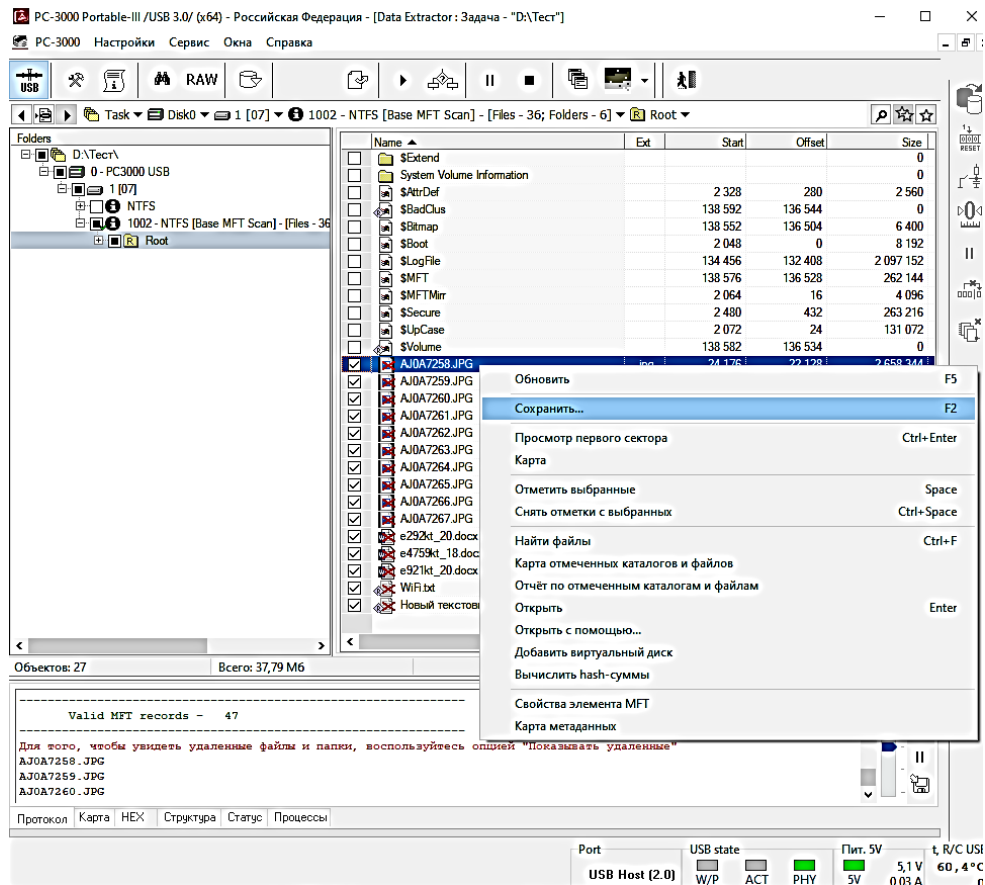 PC-3000 Portable-III /USB 3.0/ (x64) - Российская Федерация - [Data Extractor : Задача - "D:\Тест"]
PC-3000 Настройки Сервис Окна Справка
USB RAW
Task Disk0 1 [07] 1002 - NTFS [Base MFT Scan] - [Files - 36; Folders - 6] Root
Folders
D:\Тест\
0 - PC3000 USB
1 [07]
NTFS
1002 - NTFS [Base MFT Scan] - [Files - 36
Root
Name Ext Start Offset Size
$Extend 0
System Volume Information 0
$AttrDef 2 328 280 2 560
$BadClus 138 592 136 544 0
$Bitmap 138 552 136 504 6 400
$Boot 2 048 0 8 192
$LogFile 134 456 132 408 2 097 152
$MFT 138 576 136 528 262 144
$MFTMirr 2 064 16 4 096
$Secure 2 480 432 263 216
$UpCase 2 072 24 131 072
$Volume 138 582 136 534 0
AJ0A7258.JPG jpg 24 176 22 128 2 658 344
AJ0A7259.JPG
AJ0A7260.JPG
AJ0A7261.JPG
AJ0A7262.JPG
AJ0A7263.JPG
AJ0A7264.JPG
AJ0A7265.JPG
AJ0A7266.JPG
AJ0A7267.JPG
e292kt_20.docx
e4759kt_18.doc
e921kt_20.docx
WiFi.txt
Новый текстов
Обновить F5
Сохранить... F2
Просмотр первого сектора Ctrl+Enter
Карта
Отметить выбранные Space
Снять отметки с выбранных Ctrl+Space
Найти файлы Ctrl+F
Карта отмеченных каталогов и файлов
Отчёт по отмеченным каталогам и файлам
Открыть Enter
Открыть с помощью...
Добавить виртуальный диск
Вычислить hash-суммы
Свойства элемента MFT
Карта метаданных
RESET
Объектов: 27 Всего: 37,79 Мб
Valid MFT records - 47
Для того, чтобы увидеть удаленные файлы и папки, воспользуйтесь опцией "Показывать удаленные"
AJ0A7258.JPG
AJ0A7259.JPG
AJ0A7260.JPG
Протокол Карта HEX Структура Статус Процессы
Port USB state Пит. 5V t, R/C USB
USB Host (2.0) W/P ACT PHY 5V 5,1 V 60,4°C
0.03 A